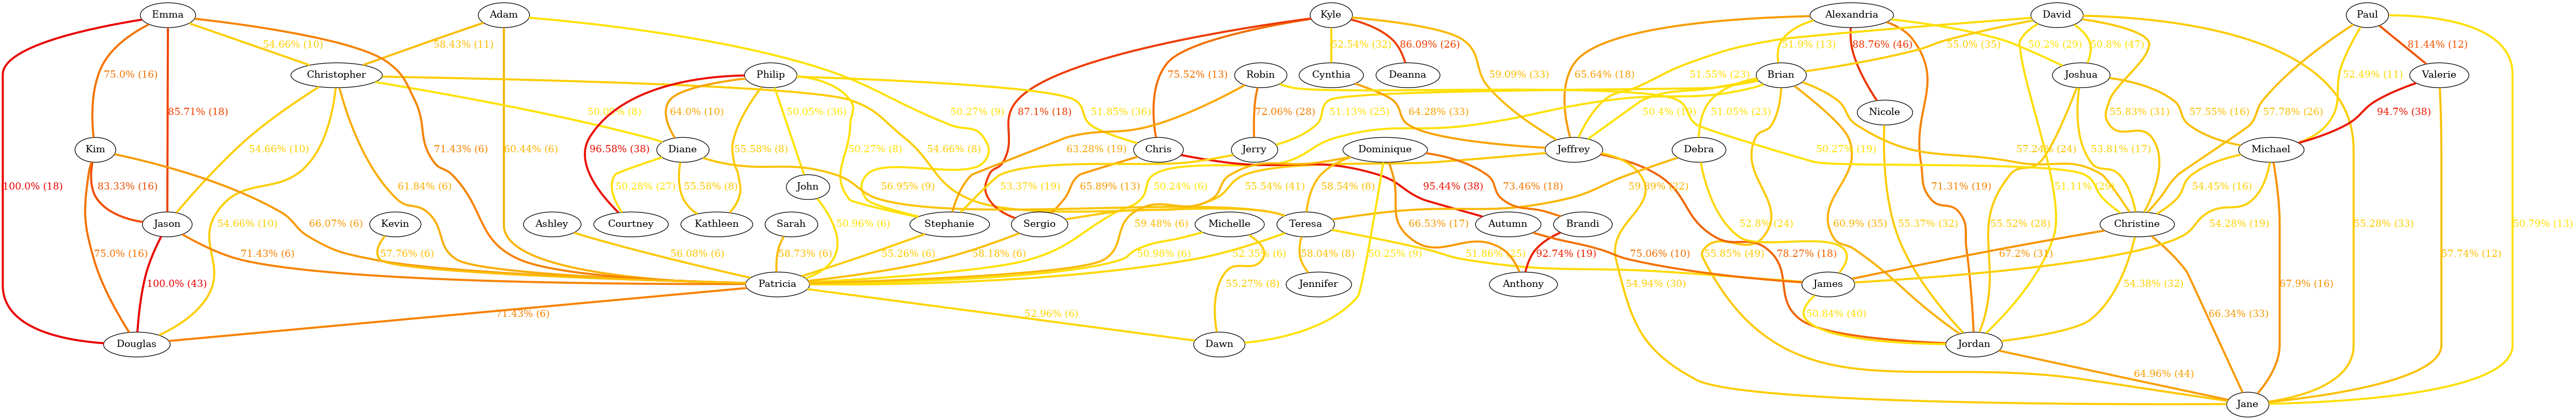 Emma
Adam
Kyle
Alexandria
David
Paul
54.66% (10)
58.43% (11)
52.54% (32)
86.09% (26)
51.9% (13)
88.76% (46)
55.0% (35)
50.2% (29)
50.8% (47)
81.44% (12)
75.0% (16)
Christopher
Philip
75.52% (13)
Robin
Cynthia
Deanna
59.09% (33)
65.64% (18)
51.55% (23)
Brian
Joshua
52.49% (11)
Valerie
85.71% (18)
64.0% (10)
50.05% (36)
50.27% (9)
51.85% (36)
87.1% (18)
72.06% (28)
51.13% (25)
64.28% (33)
51.05% (23)
Nicole
55.83% (31)
57.55% (16)
57.78% (26)
94.7% (38)
Kim
54.66% (10)
71.43% (6)
60.44% (6)
96.58% (38)
Diane
55.58% (8)
50.27% (8)
54.66% (8)
63.28% (19)
Chris
Jerry
Dominique
Jeffrey
Debra
50.27% (19)
57.24% (24)
53.81% (17)
Michael
100.0% (18)
83.33% (16)
61.84% (6)
50.28% (27)
55.58% (8)
John
56.95% (9)
53.37% (19)
65.89% (13)
50.24% (6)
55.54% (41)
58.54% (8)
95.44% (38)
73.46% (18)
71.31% (19)
54.45% (16)
Jason
54.66% (10)
66.07% (6)
Kevin
Ashley
Courtney
Kathleen
Sarah
50.96% (6)
Stephanie
Sergio
59.48% (6)
Michelle
Teresa
66.53% (17)
Autumn
Brandi
52.8% (24)
60.9% (35)
55.37% (32)
55.52% (28)
Christine
54.28% (19)
55.28% (33)
50.79% (13)
75.0% (16)
71.43% (6)
57.76% (6)
56.08% (6)
58.73% (6)
55.26% (6)
58.18% (6)
50.98% (6)
52.35% (6)
58.04% (8)
50.25% (9)
51.86% (25)
92.74% (19)
75.06% (10)
55.85% (49)
78.27% (18)
67.2% (31)
57.74% (12)
100.0% (43)
Patricia
55.27% (8)
Jennifer
Anthony
54.94% (30)
James
54.38% (32)
67.9% (16)
71.43% (6)
52.96% (6)
50.84% (40)
66.34% (33)
Douglas
Dawn
Jordan
64.96% (44)
Jane